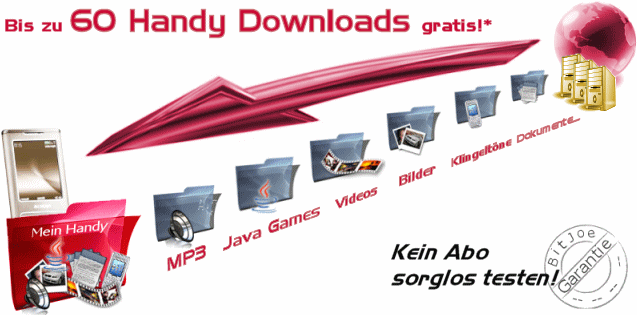 Bis zu 60 Handy Downloads gratis!*
Mein Handy
MP3
Java Games
Videos
Bilder
Klingeltöne
Dokumente...
Kein Abo
sorglos testen!
BitJoe
Garantie